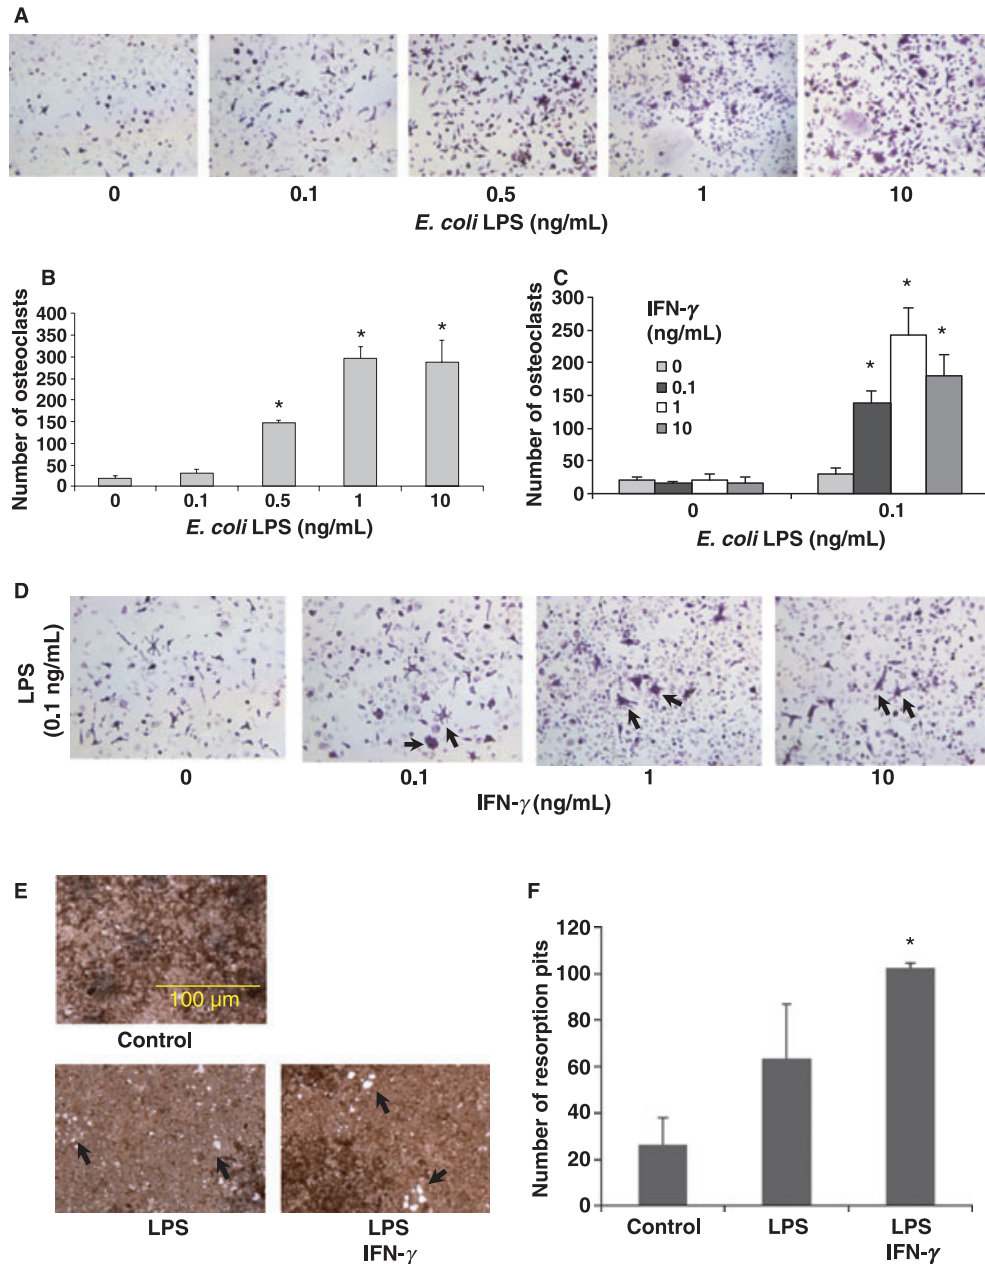 A
0 0.1 0.5 1 10
E. coli LPS (ng/mL)
B
Number of osteoclasts
400
350
300
250
200
150
100
50
0
* * *
0 0.1 0.5 1 10
E. coli LPS (ng/mL)
C
Number of osteoclasts
300
250
200
150
100
50
0
IFN-γ
(ng/mL)
0
0.1
1
10
* * *
0 0.1
E. coli LPS (ng/mL)
D
LPS
(0.1 ng/mL)
0 0.1 1 10
IFN-γ (ng/mL)
E
100 µm
Control
LPS
LPS
IFN-γ
F
Number of resorption pits
120
100
80
60
40
20
0
*
Control LPS LPS
IFN-γ